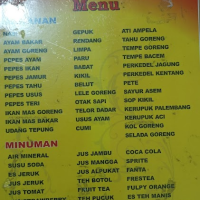 Menu
MAKANAN
NASI GEPUK ATI AMPELA
AYAM BAKAR RENDANG TAHU GORENG
AYAM GORENG LIMPA TEMPE GORENG
PEPES AYAM PARU TEMPE BACEM
PEPES IKAN BABAT PERKEDEL JAGUNG
PEPES JAMUR KIKIL PERKEDEL KENTANG
PEPES TAHU BELUT PETE
PEPES USUS LELE SAYUR ASEM
PEPES TERI OTAK SAPI SOP KIKIL
IKAN MAS GORENG TELOR DADAR KERUPUK PALEMBANG
IKAN MAS BAKAR USUS AYAM KERUPUK ACI
UDANG TEPUNG CUMI KOL GORENG
SELADA GORENG
MINUMAN
AIR MINERAL JUS JAMBU COCA COLA
SUSU SODA JUS MANGGA SPRITE
ES JERUK JUS ALPUKAT FANTA
JUS JERUK TEH BOTOL FRESTEA
JUS TOMAT FRUIT TEA FULPY ORANGE
ES TEH MANIS